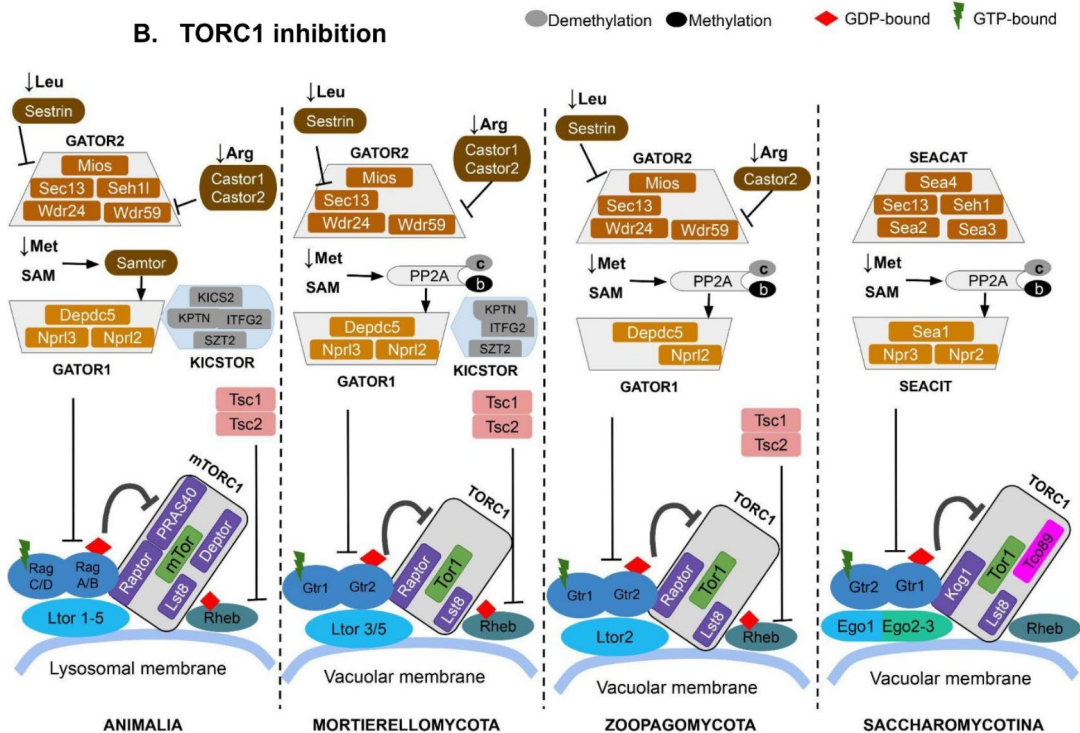 B. TORC1 inhibition
Demethylation
Methylation
GDP-bound
GTP-bound
↓Leu
Sestrin
GATOR2
Mios
Sec13
Seh1l
Wdr24
Wdr59
↓Arg
Castor1
Castor2
↓Met
SAM
Samtor
Depdc5
Nprl3
Nprl2
GATOR1
KICS2
KPTN
ITFG2
SZT2
KICSTOR
Tsc1
Tsc2
mTORC1
PRAS40
Raptor
mTor
Deptor
Lst8
Rag
C/D
Rag
A/B
Ltor 1-5
Rheb
Lysosomal membrane
ANIMALIA
↓Leu
Sestrin
GATOR2
Mios
Sec13
Wdr24
Wdr59
↓Arg
Castor1
Castor2
↓Met
SAM
PP2A
c
b
Depdc5
Nprl3
Nprl2
GATOR1
KPTN
ITFG2
SZT2
KICSTOR
Tsc1
Tsc2
TORC1
Raptor
Tor1
Lst8
Gtr1
Gtr2
Ltor 3/5
Rheb
Vacuolar membrane
MORTIERELLOMYCOTA
↓Leu
Sestrin
GATOR2
Mios
Sec13
Wdr24
Wdr59
↓Arg
Castor2
↓Met
SAM
PP2A
c
b
Depdc5
Nprl2
GATOR1
Tsc1
Tsc2
TORC1
Raptor
Tor1
Lst8
Gtr1
Gtr2
Ltor2
Rheb
Vacuolar membrane
ZOOPAGOMYCOTA
SEACAT
Sea4
Sec13
Seh1
Sea2
Sea3
↓Met
SAM
PP2A
c
b
Sea1
Npr3
Npr2
SEACIT
TORC1
Kog1
Tor1
Tco89
Lst8
Gtr2
Gtr1
Ego1
Ego2-3
Rheb
Vacuolar membrane
SACCHAROMYCOTINA